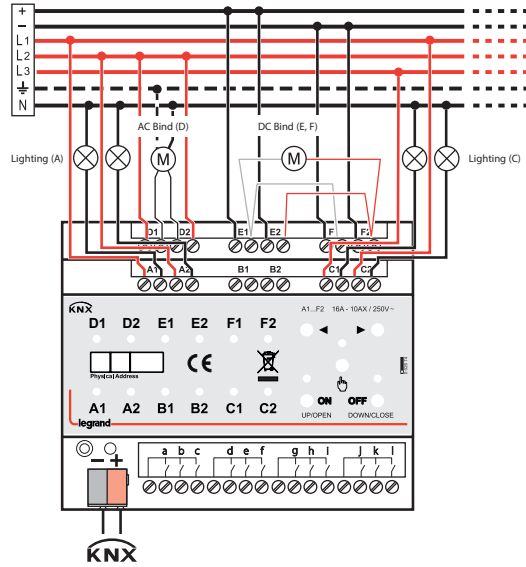 +
−
L1
L2
L3
N
AC Bind (D)
DC Bind (E, F)
Lighting (A)
M
M
Lighting (C)
D1 D2 E1 E2 F F2
A1 A2 B1 B2 C1 C2
KNX
A1...F2 16A - 10AX / 250V~
D1 D2 E1 E2 F1 F2
Physical Address
CE
A1 A2 B1 B2 C1 C2
ON OFF
UP/OPEN DOWN/CLOSE
legrand
− +
a b c d e f g h i j k l
KNX